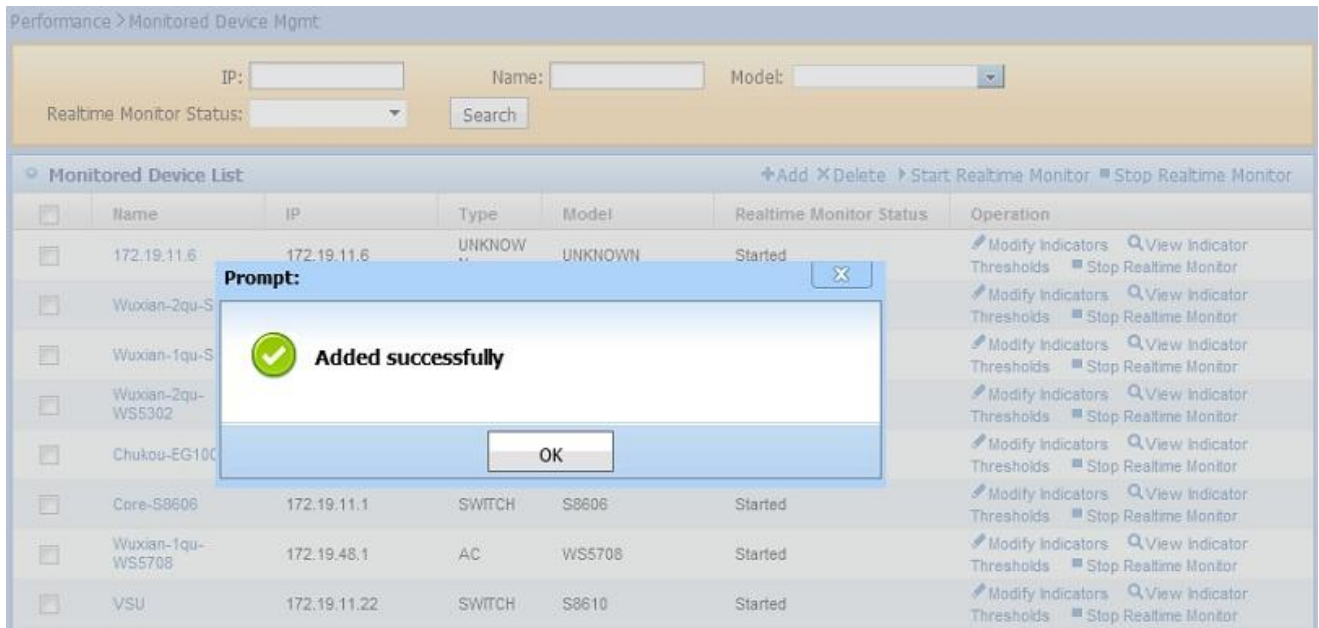 Performance > Monitored Device Mgmt
IP: Name: Model:
Realtime Monitor Status: Search
Monitored Device List Add Delete Start Realtime Monitor Stop Realtime Monitor
Name IP Type Model Realtime Monitor Status Operation
172.19.11.6 172.19.11.6 UNKNOW UNKNOWN Started Modify Indicators View Indicator
Thresholds Stop Realtime Monitor
Prompt:
Wuxian-2qu-S Modify Indicators View Indicator
Thresholds Stop Realtime Monitor
Added successfully
Wuxian-1qu-S Modify Indicators View Indicator
Thresholds Stop Realtime Monitor
Wuxian-2qu-
WS5302 Modify Indicators View Indicator
Thresholds Stop Realtime Monitor
OK
Chukou-EG100 Modify Indicators View Indicator
Thresholds Stop Realtime Monitor
Core-S8606 172.19.11.1 SWITCH S8606 Started Modify Indicators View Indicator
Thresholds Stop Realtime Monitor
Wuxian-1qu-
WS5708 172.19.48.1 AC WS5708 Started Modify Indicators View Indicator
Thresholds Stop Realtime Monitor
VSU 172.19.11.22 SWITCH S8610 Started Modify Indicators View Indicator
Thresholds Stop Realtime Monitor